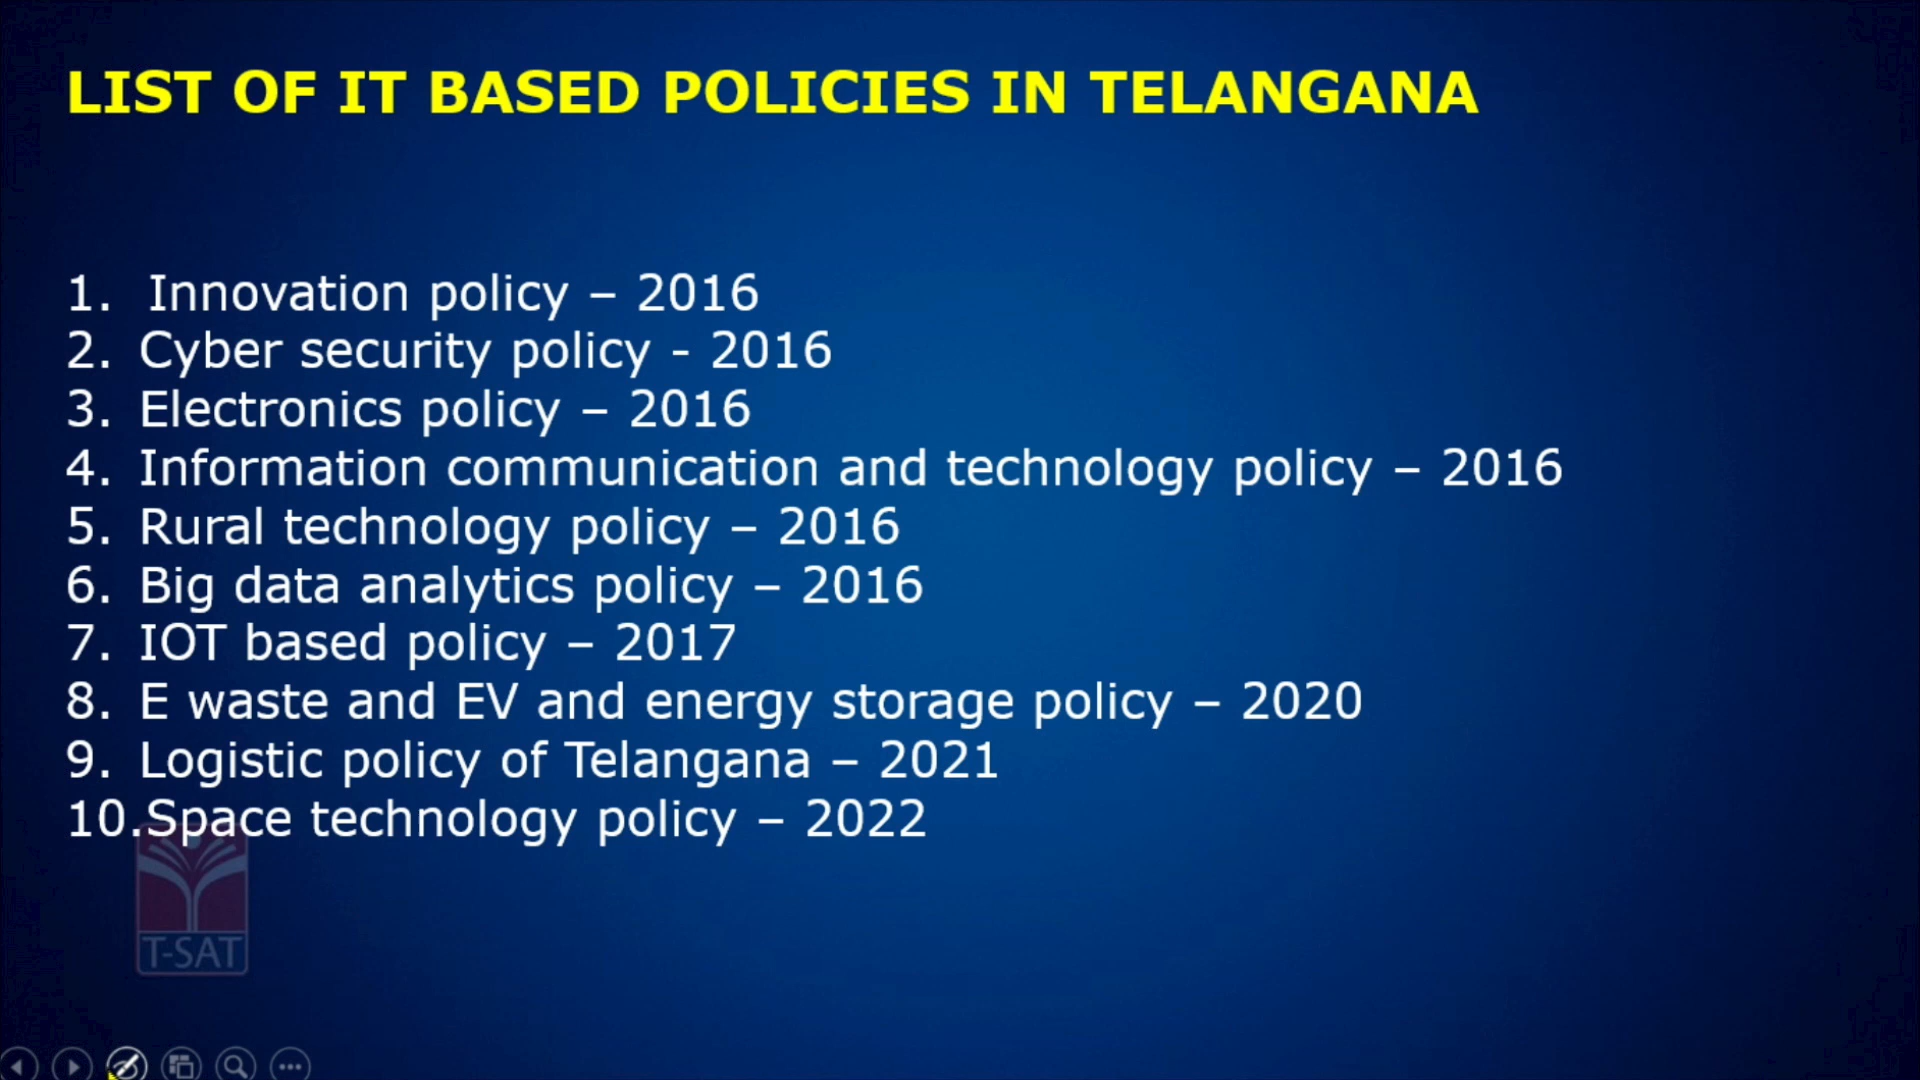 LIST OF IT BASED POLICIES IN TELANGANA
1. Innovation policy – 2016
2. Cyber security policy - 2016
3. Electronics policy – 2016
4. Information communication and technology policy – 2016
5. Rural technology policy – 2016
6. Big data analytics policy – 2016
7. IOT based policy – 2017
8. E waste and EV and energy storage policy – 2020
9. Logistic policy of Telangana – 2021
10.Space technology policy – 2022
T-SAT